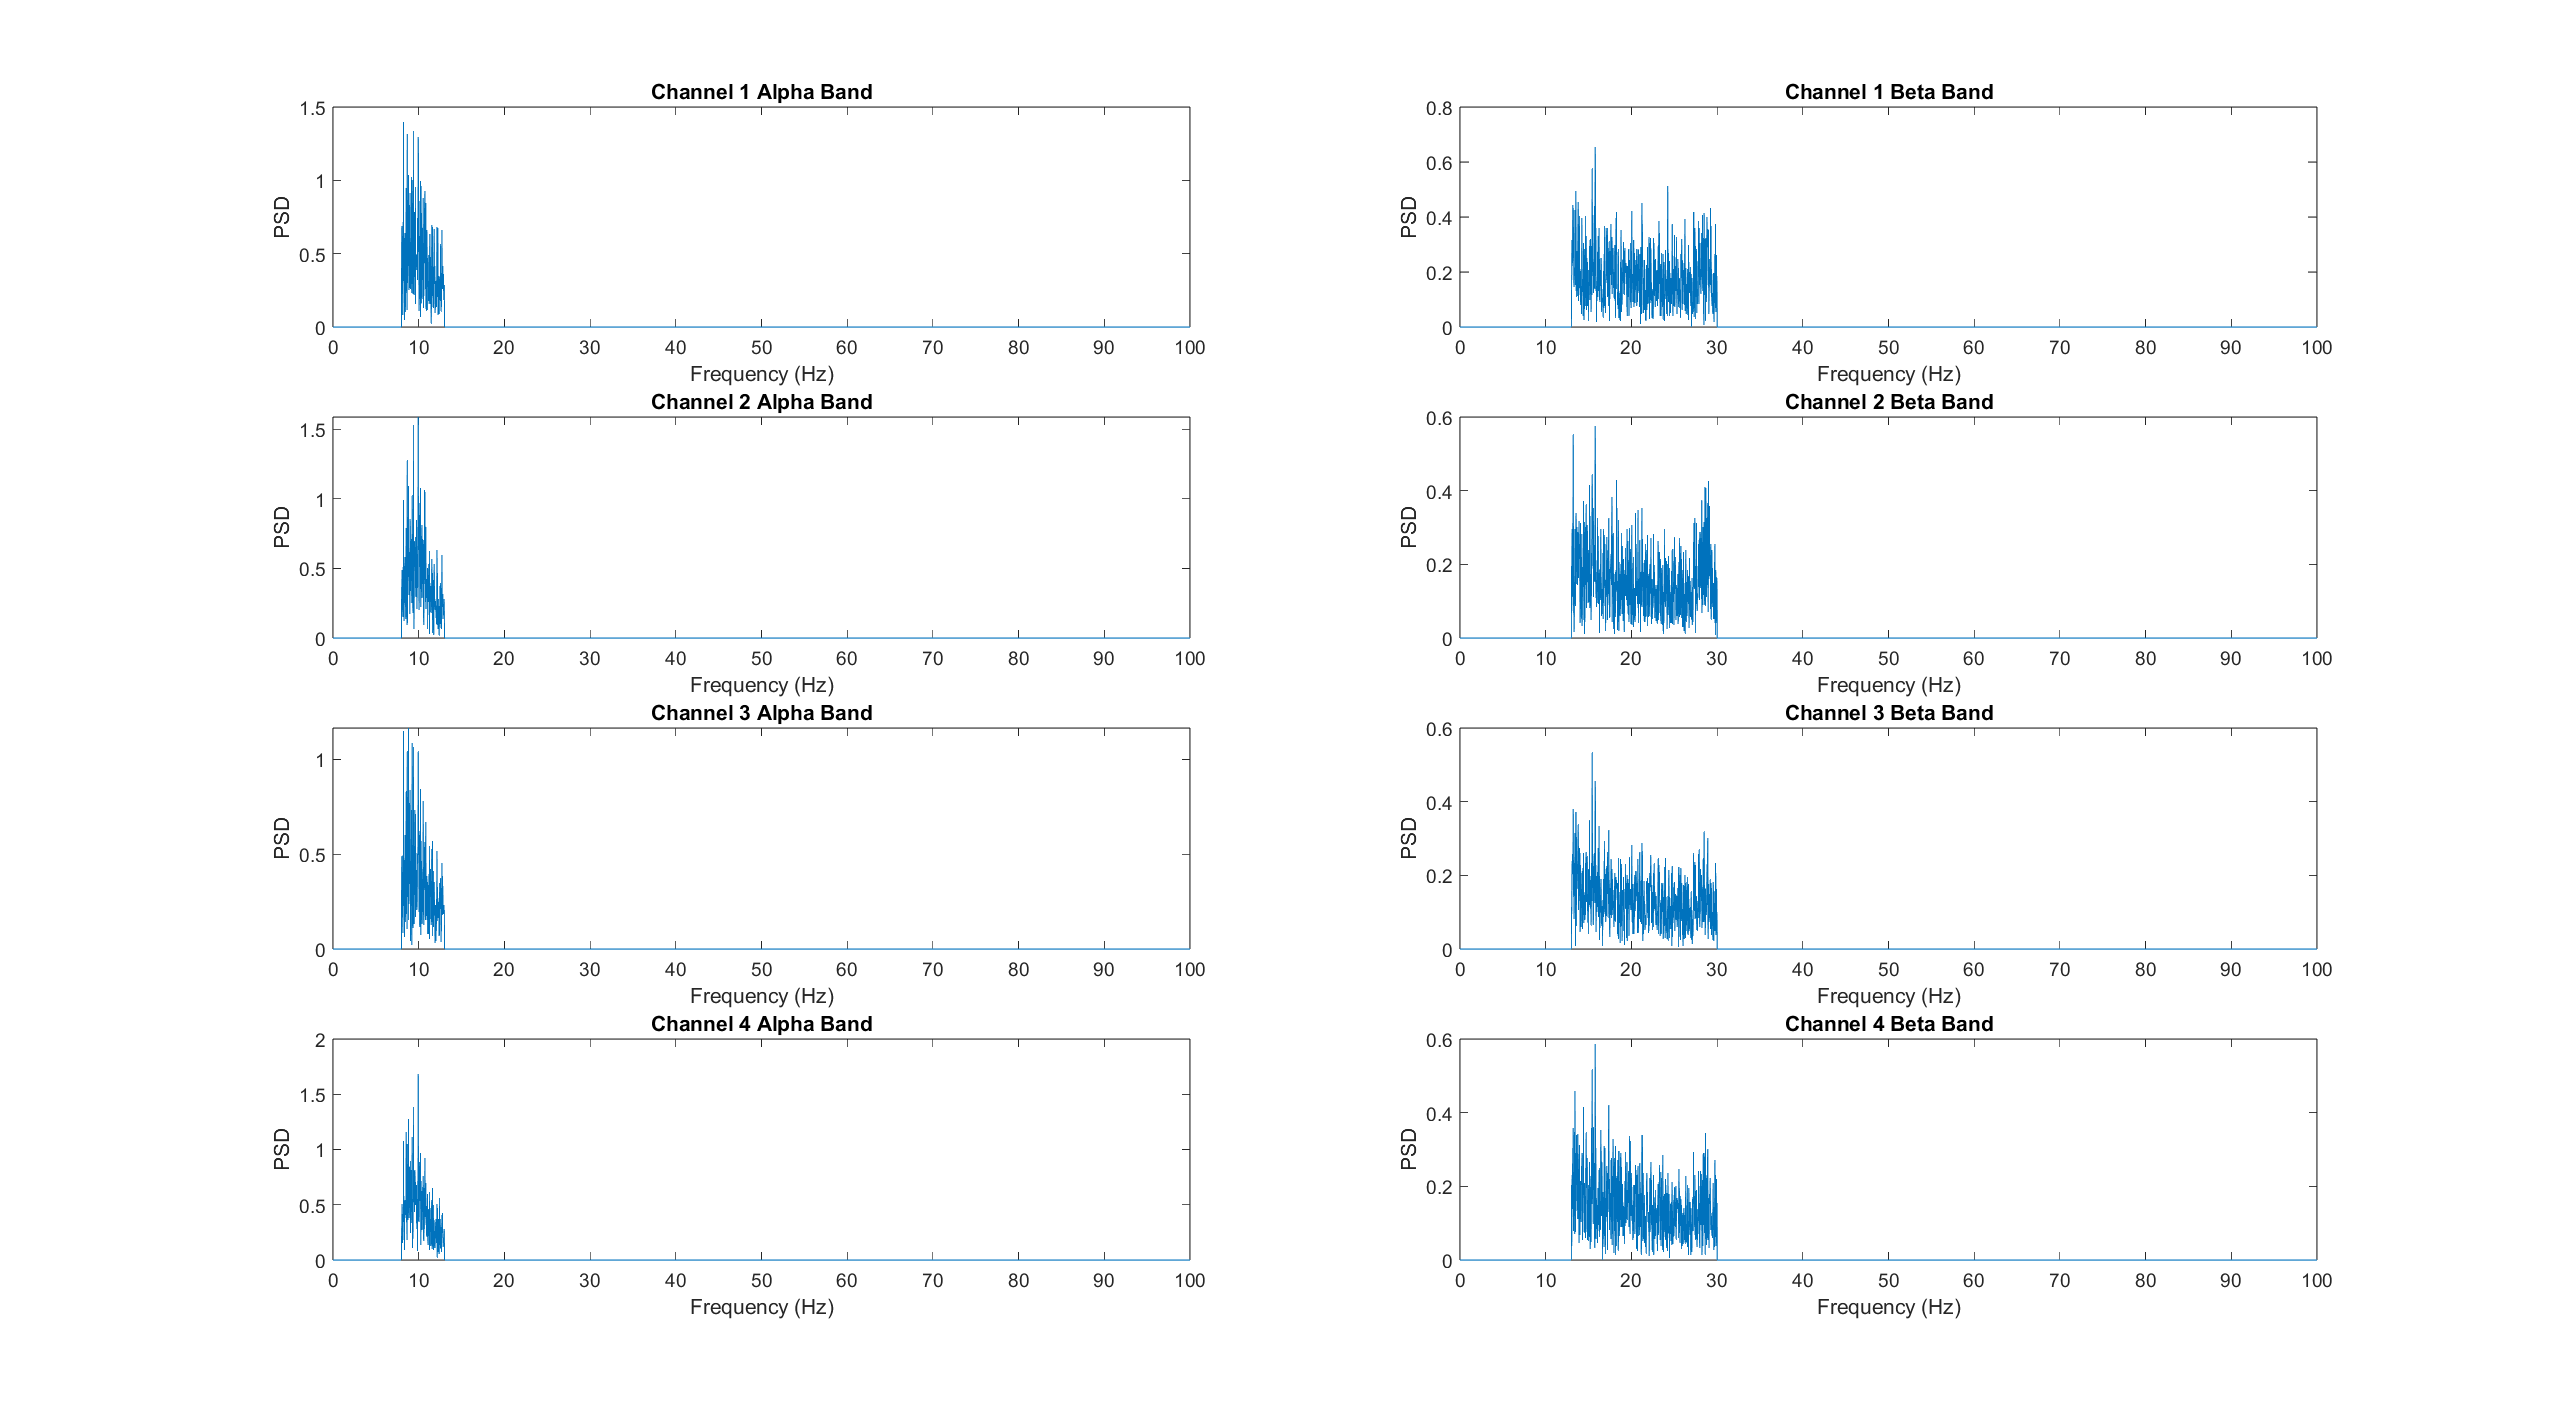 Channel 1 Alpha Band
1.5
1
0.5
0
PSD
0 10 20 30 40 50 60 70 80 90 100
Frequency (Hz)
Channel 1 Beta Band
0.8
0.6
0.4
0.2
0
PSD
0 10 20 30 40 50 60 70 80 90 100
Frequency (Hz)
Channel 2 Alpha Band
1.5
1
0.5
0
PSD
0 10 20 30 40 50 60 70 80 90 100
Frequency (Hz)
Channel 2 Beta Band
0.6
0.4
0.2
0
PSD
0 10 20 30 40 50 60 70 80 90 100
Frequency (Hz)
Channel 3 Alpha Band
1
0.5
0
PSD
0 10 20 30 40 50 60 70 80 90 100
Frequency (Hz)
Channel 3 Beta Band
0.6
0.4
0.2
0
PSD
0 10 20 30 40 50 60 70 80 90 100
Frequency (Hz)
Channel 4 Alpha Band
2
1.5
1
0.5
0
PSD
0 10 20 30 40 50 60 70 80 90 100
Frequency (Hz)
Channel 4 Beta Band
0.6
0.4
0.2
0
PSD
0 10 20 30 40 50 60 70 80 90 100
Frequency (Hz)